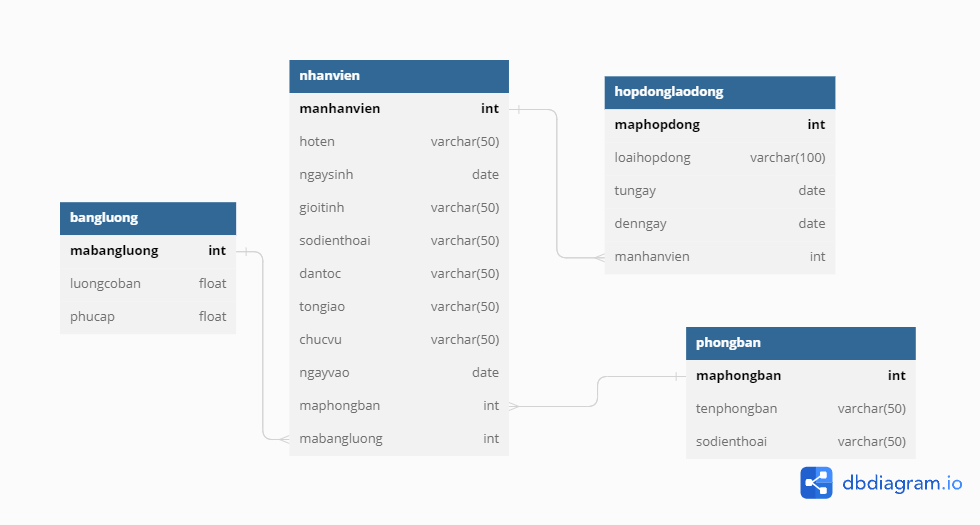 nhanvien
manhanvien int
hoten varchar(50)
ngaysinh date
gioitinh varchar(50)
sodienthoai varchar(50)
dantoc varchar(50)
tongiao varchar(50)
chucvu varchar(50)
ngayvao date
maphongban int
mabangluong int
hopdonglaodong
maphopdong int
loaihopdong varchar(100)
tungay date
denngay date
manhanvien int
bangluong
mabangluong int
luongcoban float
phucap float
phongban
maphongban int
tenphongban varchar(50)
sodienthoai varchar(50)
dbdiagram.io